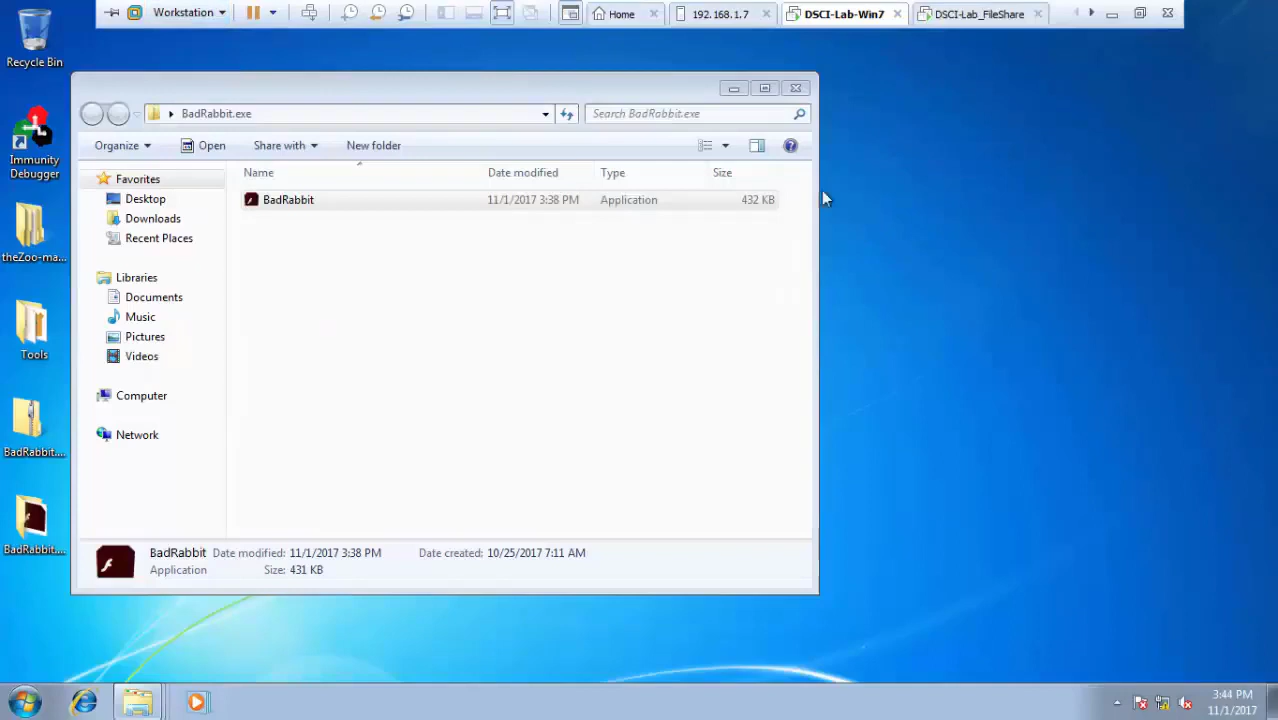 Workstation
Home
192.168.1.7
DSCI-Lab-Win7
DSCI-Lab_FileShare
Recycle Bin
Immunity
Debugger
theZoo-ma...
Tools
BadRabbit....
BadRabbit....
BadRabbit.exe
Search BadRabbit.exe
Organize
Open
Share with
New folder
Name Date modified Type Size
BadRabbit 11/1/2017 3:38 PM Application 432 KB
Favorites
Desktop
Downloads
Recent Places
Libraries
Documents
Music
Pictures
Videos
Computer
Network
BadRabbit Date modified: 11/1/2017 3:38 PM Date created: 10/25/2017 7:11 AM
Application Size: 431 KB
3:44 PM
11/1/2017